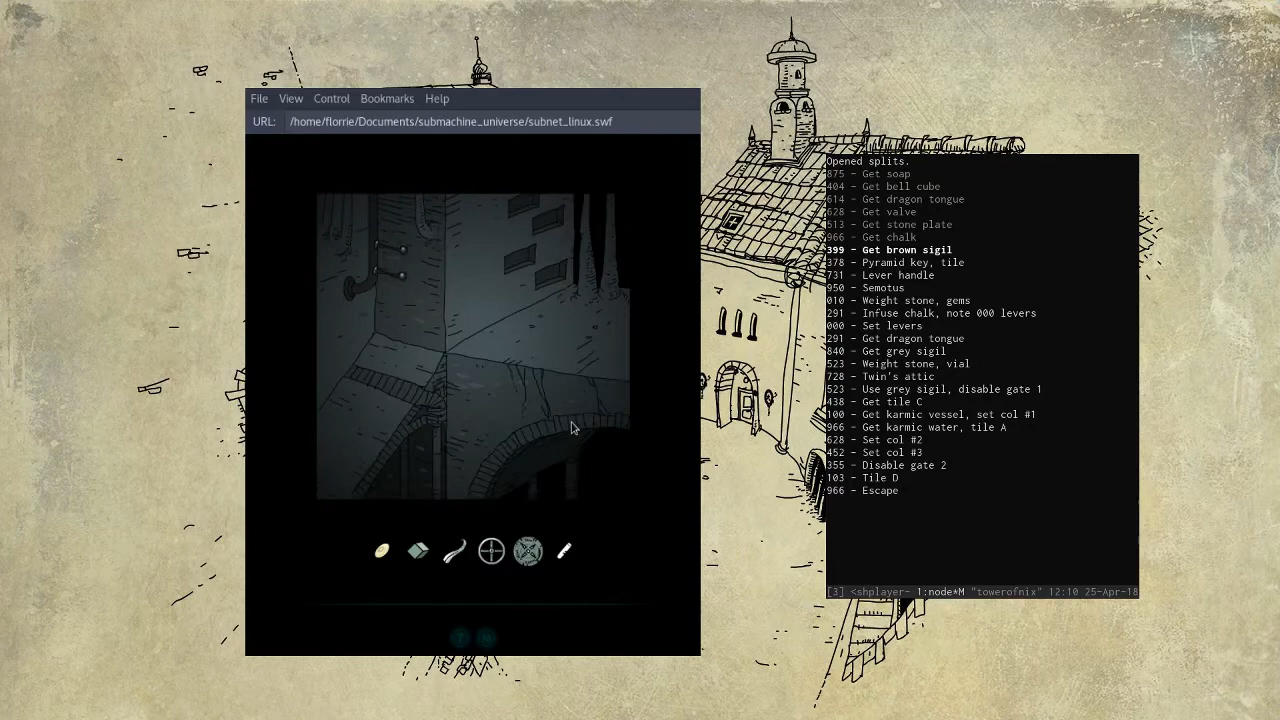 File View Control Bookmarks Help
URL: /home/florrie/Documents/submachine_universe/subnet_linux.swf
Opened splits.
875 - Get soap
404 - Get bell cube
614 - Get dragon tongue
628 - Get valve
513 - Get stone plate
966 - Get chalk
399 - Get brown sigil
378 - Pyramid key, tile
731 - Lever handle
950 - Semotus
010 - Weight stone, gems
291 - Infuse chalk, note 000 levers
000 - Set levers
291 - Get dragon tongue
840 - Get grey sigil
523 - Weight stone, vial
728 - Twin's attic
523 - Use grey sigil, disable gate 1
438 - Get tile C
100 - Get karmic vessel, set col #1
966 - Get karmic water, tile A
628 - Set col #2
452 - Set col #3
355 - Disable gate 2
103 - Tile D
966 - Escape
[3] <shplayer- 1:node*M "towerofnix" 12:10 25-Apr-18